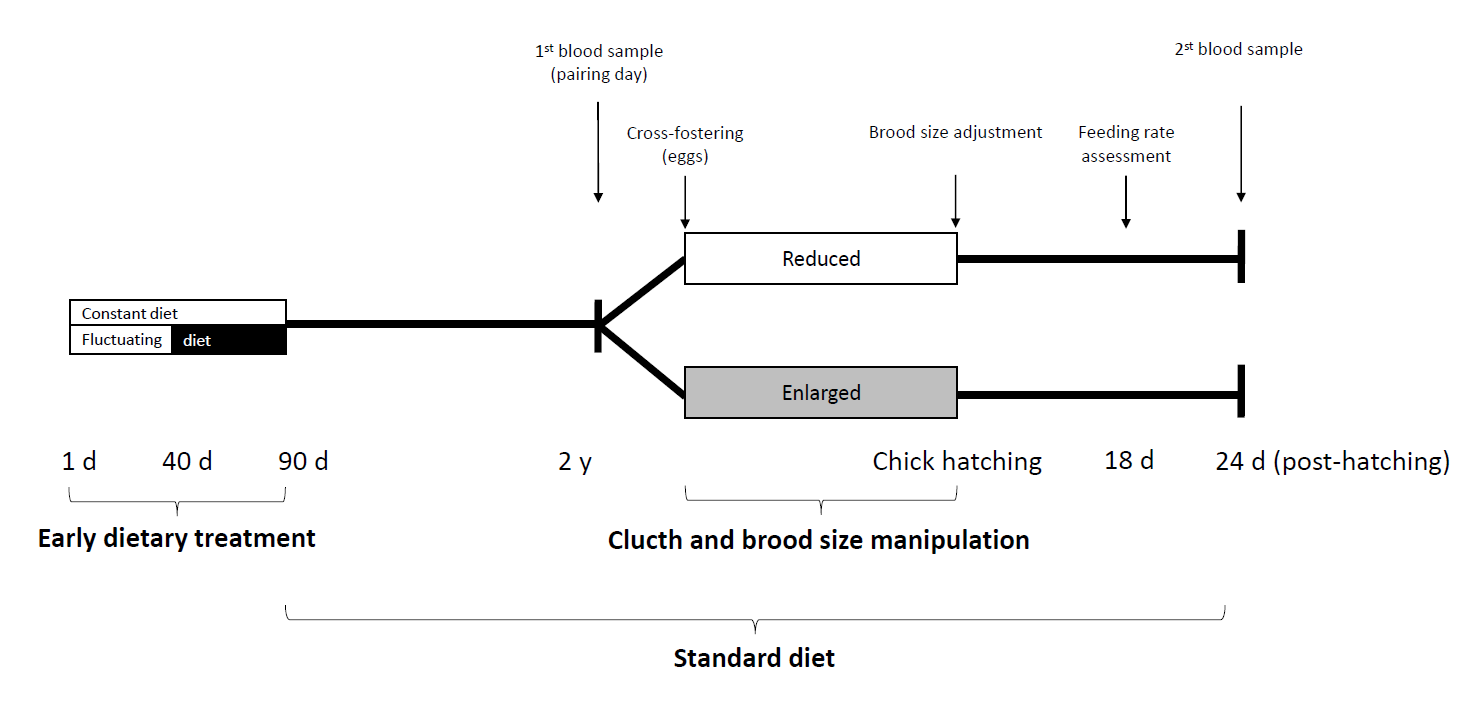 1st blood sample
(pairing day)
2st blood sample
Cross-fostering
(eggs)
Brood size adjustment
Feeding rate
assessment
Reduced
Constant diet
Fluctuating diet
Enlarged
1 d 40 d 90 d 2 y Chick hatching 18 d 24 d (post-hatching)
Early dietary treatment
Clucth and brood size manipulation
Standard diet